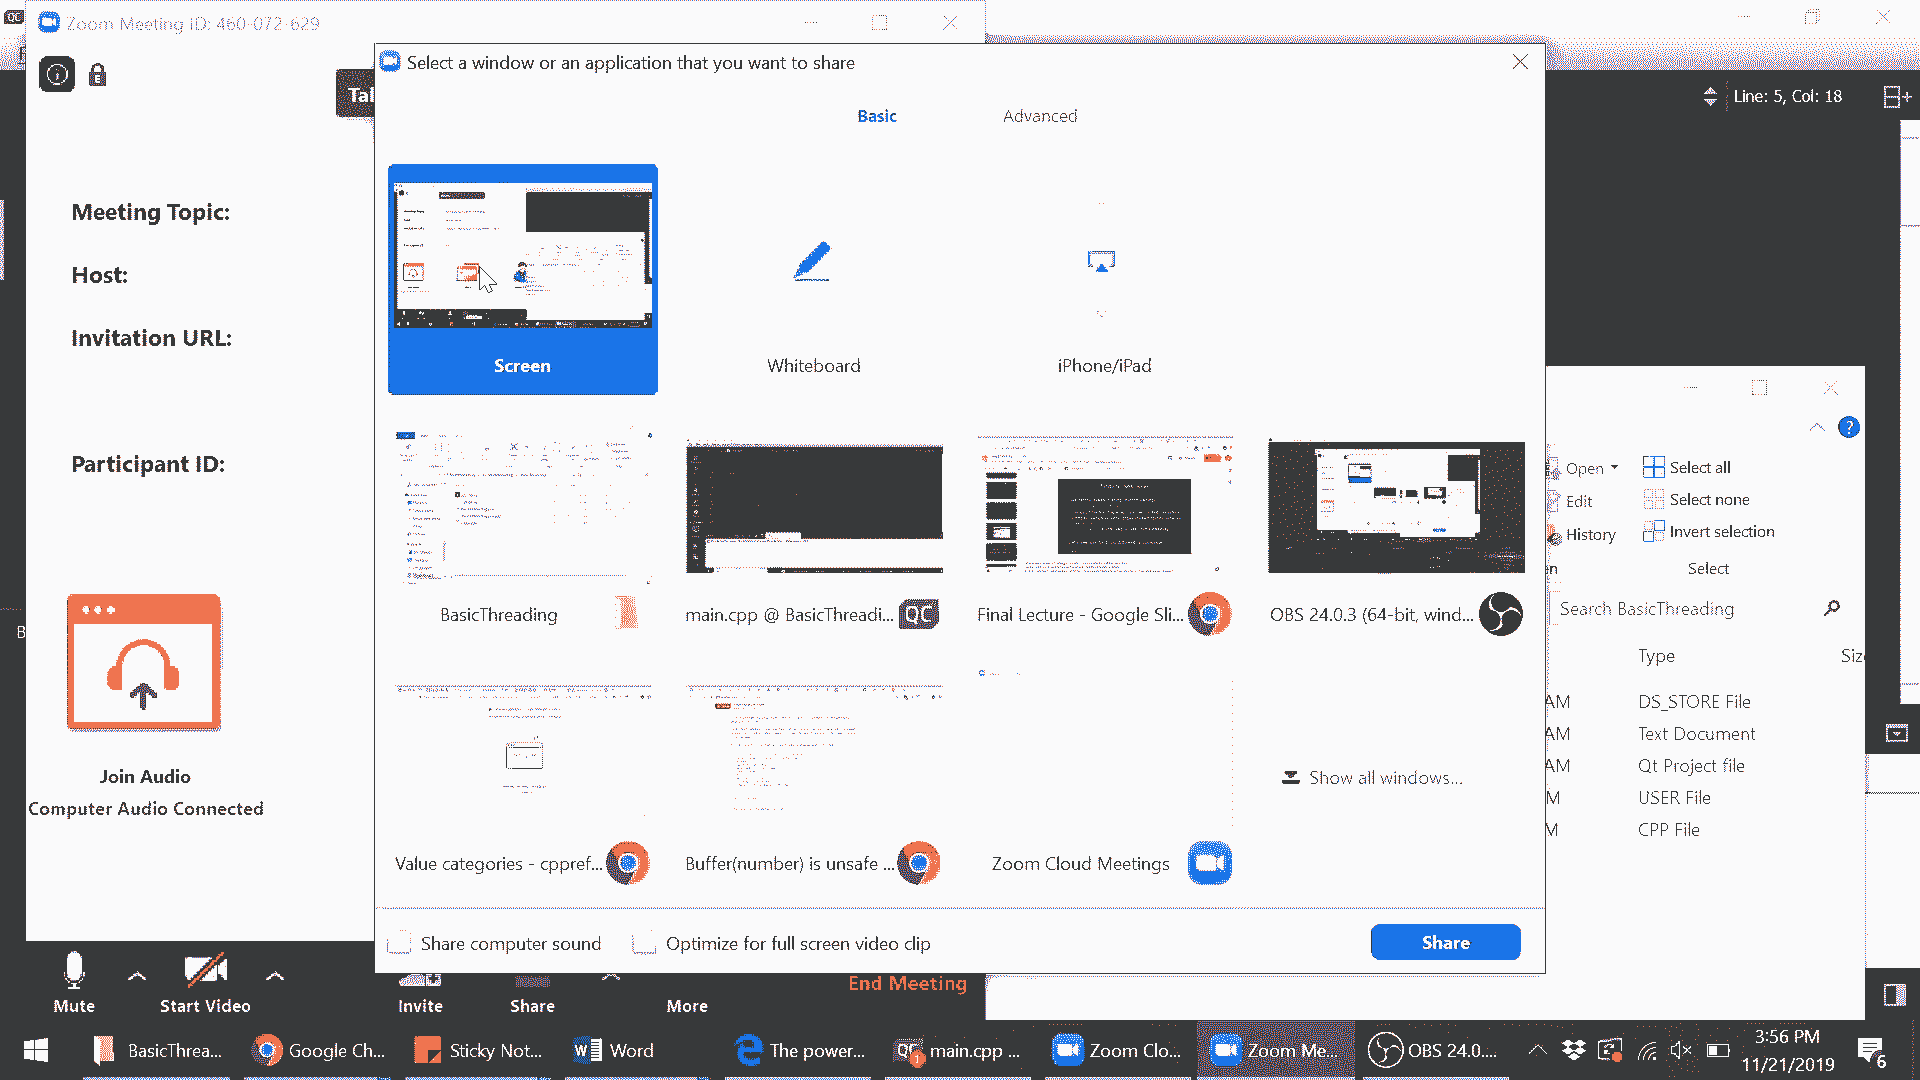 Zoom Meeting ID: 460-072-629
Select a window or an application that you want to share
Basic
Advanced
Line: 5, Col: 18
Meeting Topic:
Host:
Invitation URL:
Participant ID:
Screen
Whiteboard
iPhone/iPad
Open
Select all
Edit
Select none
History
Invert selection
Select
BasicThreading
main.cpp @ BasicThreadi...
QC
Final Lecture - Google Sli...
OBS 24.0.3 (64-bit, wind...
Search BasicThreading
Type
AM
DS_STORE File
AM
Text Document
AM
Qt Project file
M
USER File
M
CPP File
Show all windows...
Join Audio
Computer Audio Connected
Value categories - cppref...
Buffer(number) is unsafe ...
Zoom Cloud Meetings
Share computer sound
Optimize for full screen video clip
Share
Mute
Start Video
Invite
Share
More
End Meeting
BasicThrea...
Google Ch...
Sticky Not...
Word
The power...
main.cpp ...
Zoom Clo...
Zoom Me...
OBS 24.0....
3:56 PM
11/21/2019
6